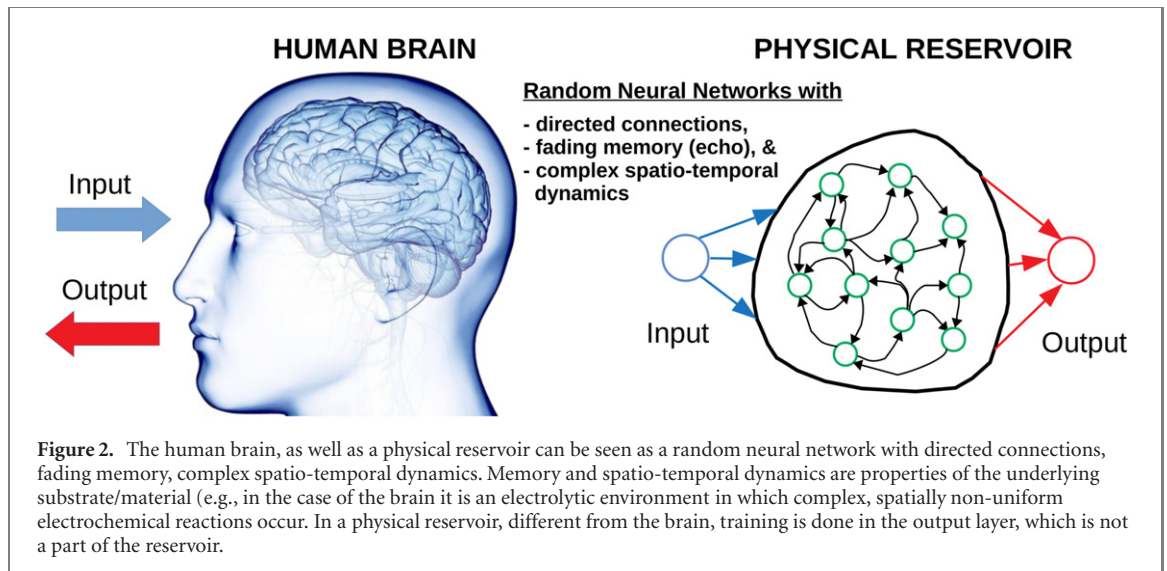 HUMAN BRAIN
PHYSICAL RESERVOIR
Random Neural Networks with
- directed connections,
- fading memory (echo), &
- complex spatio-temporal
dynamics
Input
Output
Input
Output
Figure 2. The human brain, as well as a physical reservoir can be seen as a random neural network with directed connections,
fading memory, complex spatio-temporal dynamics. Memory and spatio-temporal dynamics are properties of the underlying
substrate/material (e.g., in the case of the brain it is an electrolytic environment in which complex, spatially non-uniform
electrochemical reactions occur. In a physical reservoir, different from the brain, training is done in the output layer, which is not
a part of the reservoir.